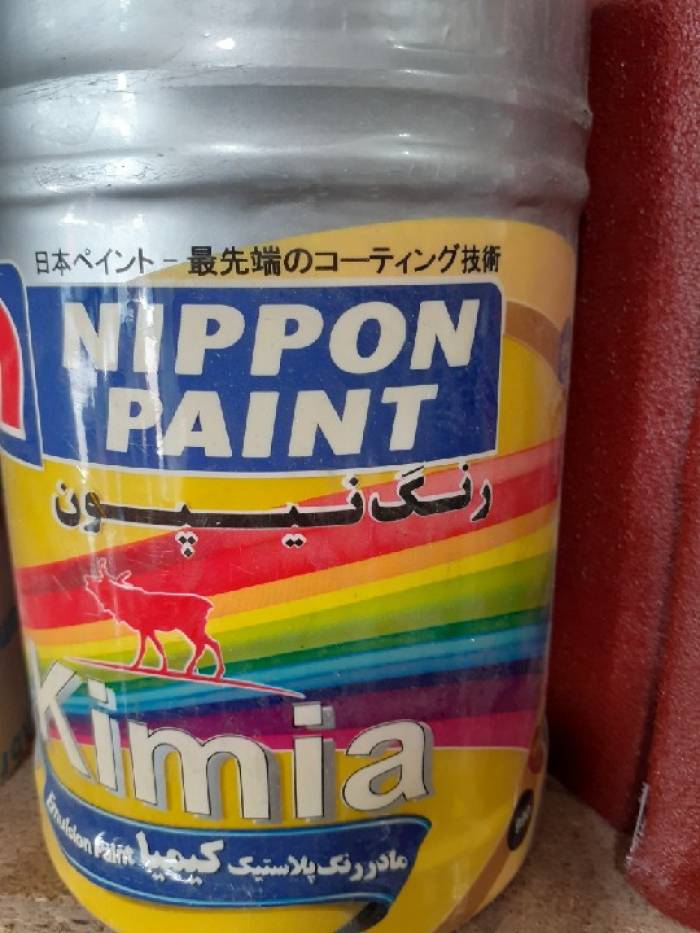 日本ペイント - 最先端のコーティング技術
NIPPON
PAINT
رنگ نیپون
Kimia
مادر رنگ پلاستیک کیمیا Emulsion Paint